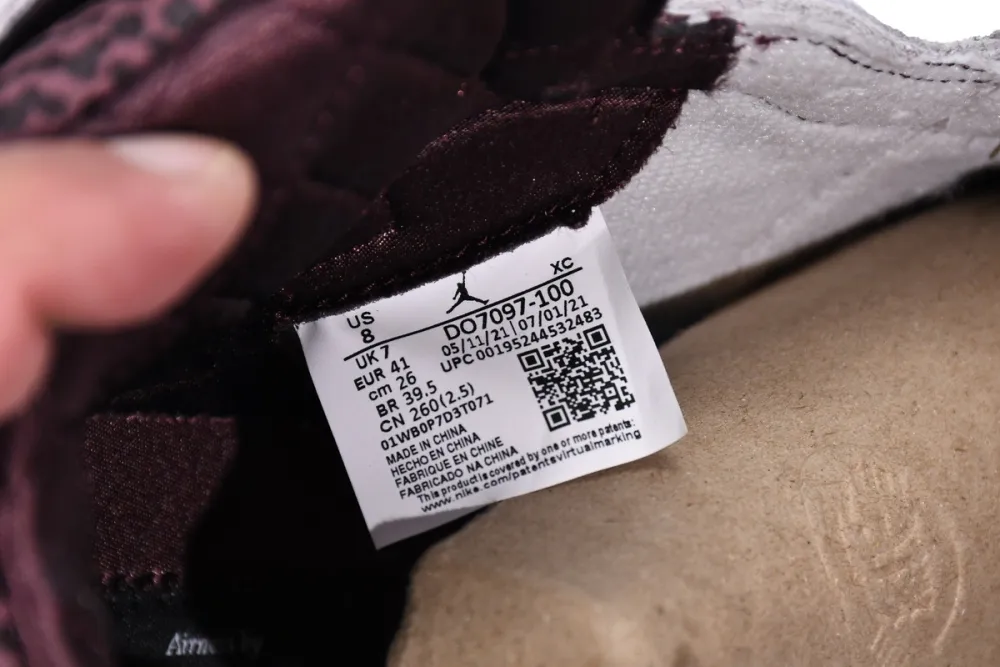 US
8
UK 7
EUR 41
cm 26
BR 39.5
CN 260(2.5)
01WB0P7D3T071
MADE IN CHINA
HECHO EN CHINA
FABRIQUE EN CHINE
FABRICADO NA CHINA
This product is covered by one or more patents:
www.nike.com/patentsvirtualmarking
XC
DO7097-100
05/11/21|07/01/21
UPC 00195244532483